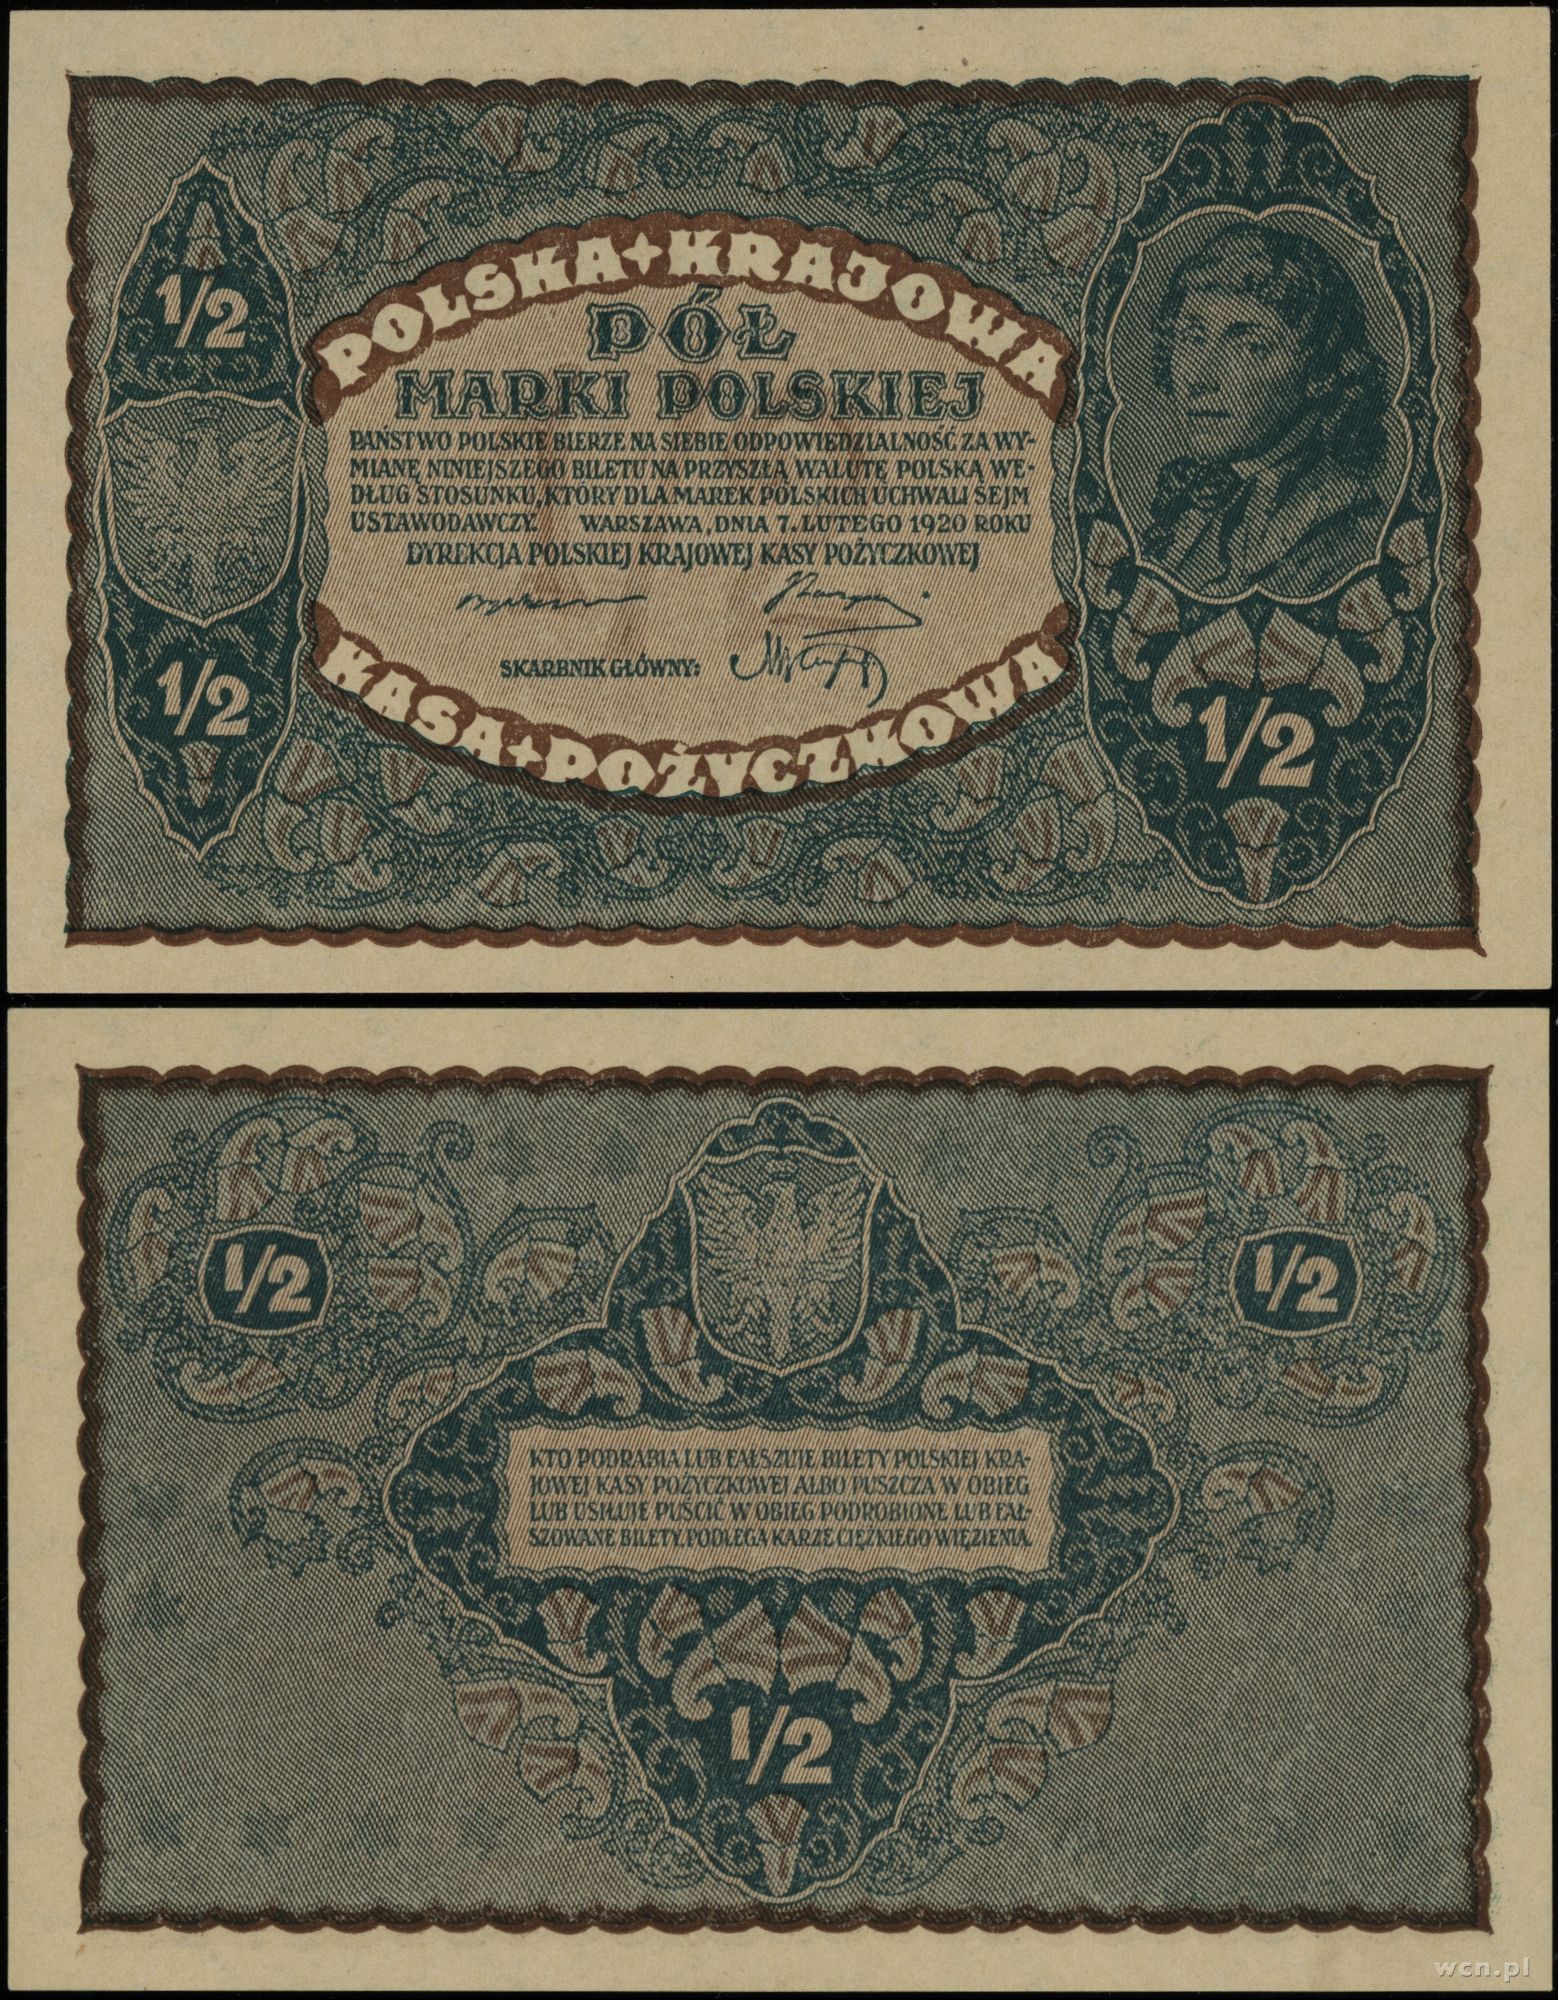 POLSKA + KRAJOWA
1/2
PÓŁ
MARKI POLSKIEJ
PAŃSTWO POLSKIE BIERZE NA SIEBIE ODPOWIEDZIALNOŚĆ ZA WY-
MIANĘ NINIEJSZEGO BILETU NA PRZYSZŁĄ WALUTĘ POLSKĄ WE-
DŁUG STOSUNKU, KTÓRY DLA MAREK POLSKICH UCHWALI SEJM
USTAWODAWCZY. WARSZAWA, DNIA 7. LUTEGO 1920 ROKU
DYREKCJA POLSKIEJ KRAJOWEJ KASY POŻYCZKOWEJ
SKARBNIK GŁÓWNY:
1/2
1/2
KASA + POŻYCZKOWA
1/2
1/2
KTO PODRABIA LUB FAŁSZUJE BILETY POLSKIEJ KRA-
JOWEJ KASY POŻYCZKOWEJ ALBO PUSZCZA W OBIEG
LUB USIŁUJE PUŚCIĆ W OBIEG PODROBIONE LUB FAŁ-
SZOWANE BILETY, PODLEGA KARZE CIĘŻKIEGO WIĘZIENIA.
1/2
wcn.pl